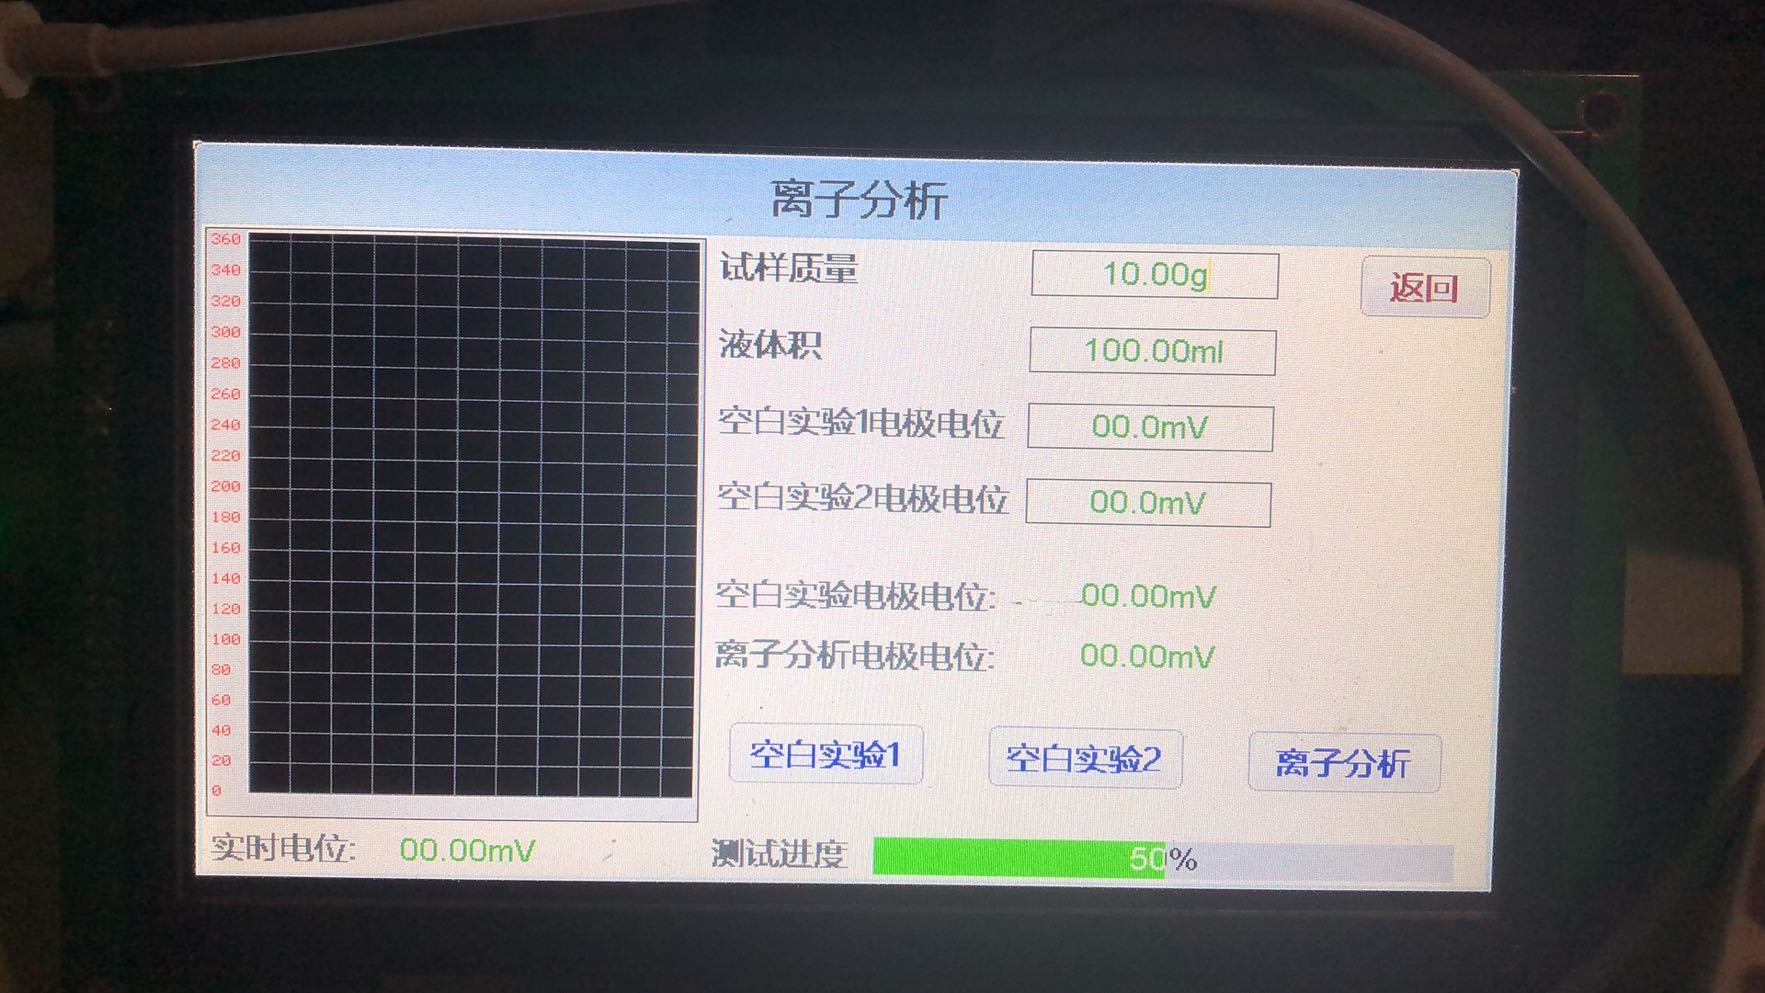 离子分析
360
340
320
300
280
260
240
220
200
180
160
140
120
100
80
60
40
20
0
试样质量 10.00g 返回
液体积 100.00ml
空白实验1电极电位 00.0mV
空白实验2电极电位 00.0mV
空白实验电极电位: 00.00mV
离子分析电极电位: 00.00mV
空白实验1 空白实验2 离子分析
实时电位: 00.00mV 测试进度 50%